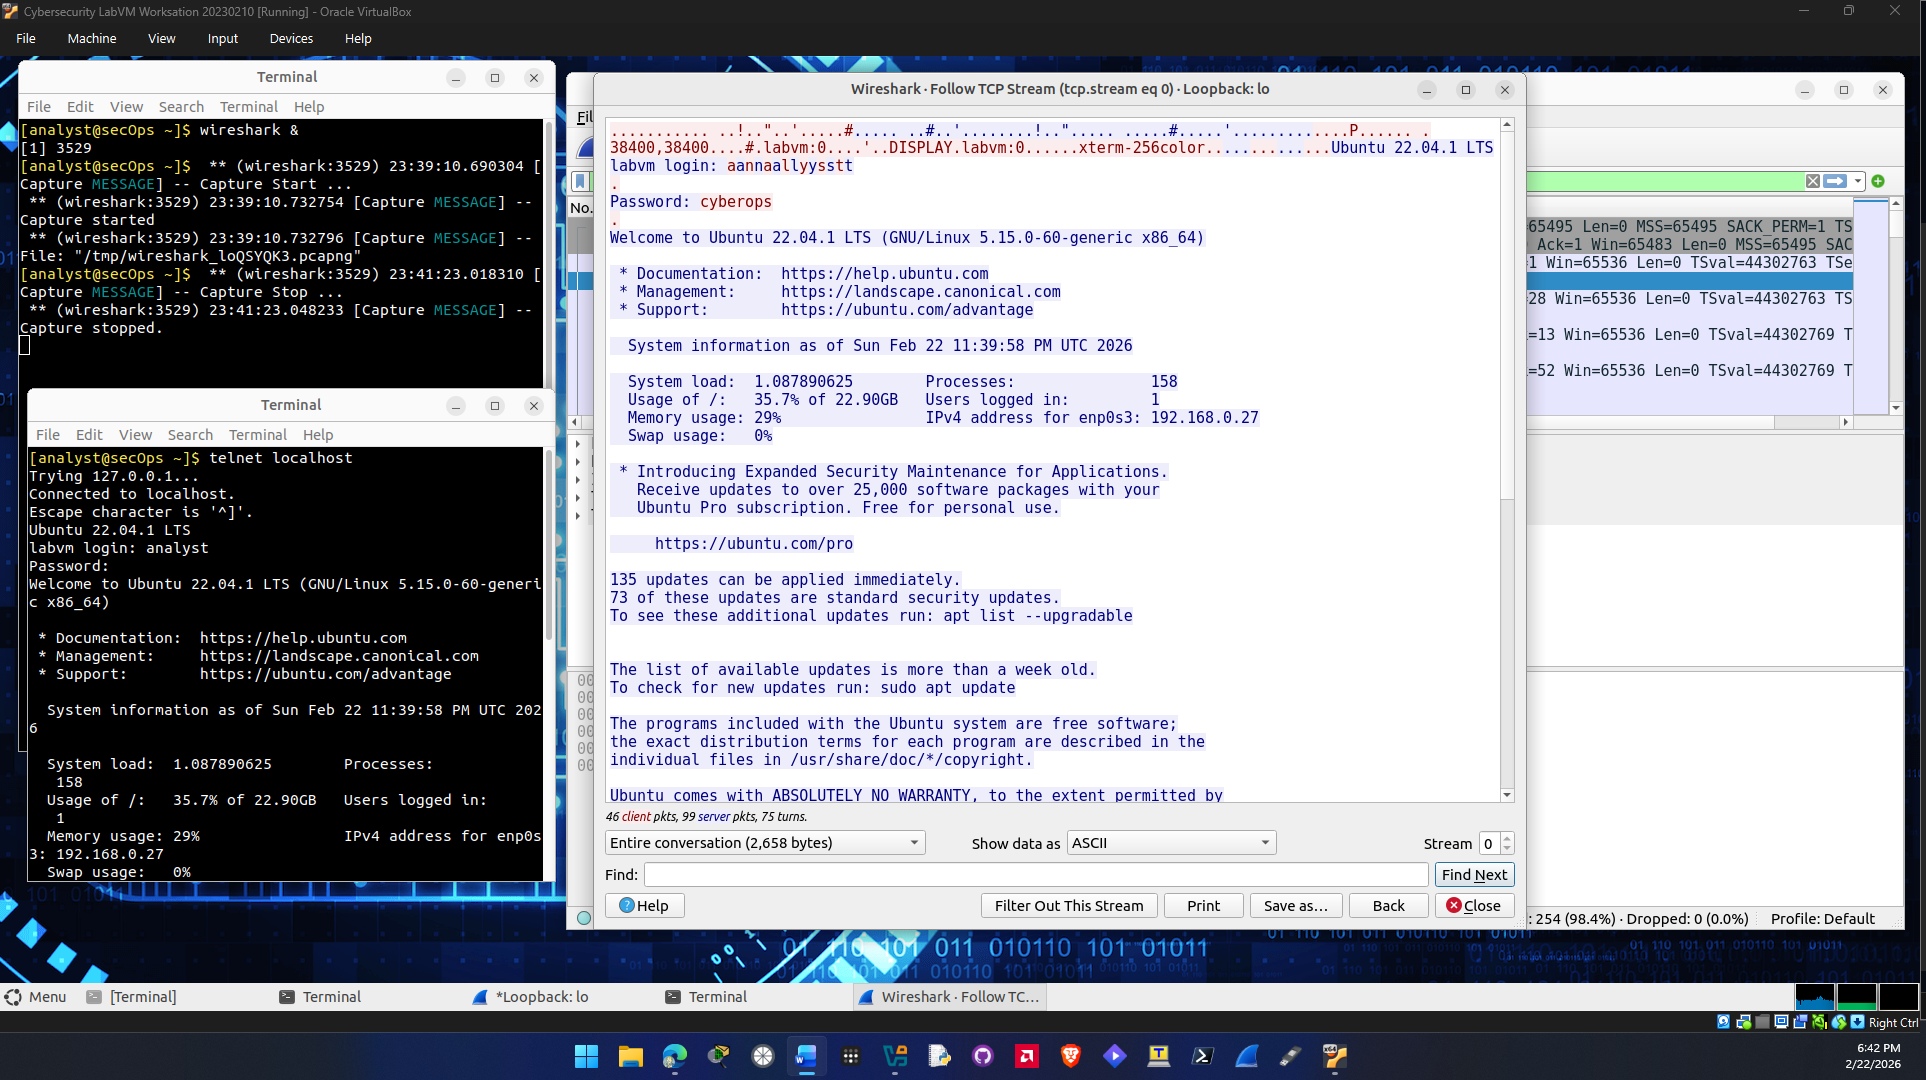 Cybersecurity LabVM Worksation 20230210 [Running] - Oracle VirtualBox
File Machine View Input Devices Help
Terminal
File Edit View Search Terminal Help
[analyst@secOps ~]$ wireshark &
[1] 3529
[analyst@secOps ~]$  ** (wireshark:3529) 23:39:10.690304 [
Capture MESSAGE] -- Capture Start ...
 ** (wireshark:3529) 23:39:10.732754 [Capture MESSAGE] --
Capture started
 ** (wireshark:3529) 23:39:10.732796 [Capture MESSAGE] --
File: "/tmp/wireshark_loQSYQK3.pcapng"
[analyst@secOps ~]$  ** (wireshark:3529) 23:41:23.018310 [
Capture MESSAGE] -- Capture Stop ...
 ** (wireshark:3529) 23:41:23.048233 [Capture MESSAGE] --
Capture stopped.
Terminal
File Edit View Search Terminal Help
[analyst@secOps ~]$ telnet localhost
Trying 127.0.0.1...
Connected to localhost.
Escape character is '^]'.
Ubuntu 22.04.1 LTS
labvm login: analyst
Password:
Welcome to Ubuntu 22.04.1 LTS (GNU/Linux 5.15.0-60-generi
c x86_64)
 * Documentation:  https://help.ubuntu.com
 * Management:     https://landscape.canonical.com
 * Support:        https://ubuntu.com/advantage
  System information as of Sun Feb 22 11:39:58 PM UTC 202
6
  System load:  1.087890625        Processes:
   158
  Usage of /:   35.7% of 22.90GB   Users logged in:
   1
  Memory usage: 29%                IPv4 address for enp0s
3: 192.168.0.27
  Swap usage:   0%
Wireshark · Follow TCP Stream (tcp.stream eq 0) · Loopback: lo
........... ..!.."..'.....#..... ..#..'........!.."..... .....#.....'.............P...... .
38400,38400....#.labvm:0....'..DISPLAY.labvm:0......xterm-256color..............Ubuntu 22.04.1 LTS
labvm login: aannaallyysstt
.
Password: cyberops
.
Welcome to Ubuntu 22.04.1 LTS (GNU/Linux 5.15.0-60-generic x86_64)
 * Documentation:  https://help.ubuntu.com
 * Management:     https://landscape.canonical.com
 * Support:        https://ubuntu.com/advantage
  System information as of Sun Feb 22 11:39:58 PM UTC 2026
  System load:  1.087890625        Processes:               158
  Usage of /:   35.7% of 22.90GB   Users logged in:         1
  Memory usage: 29%                IPv4 address for enp0s3: 192.168.0.27
  Swap usage:   0%
 * Introducing Expanded Security Maintenance for Applications.
   Receive updates to over 25,000 software packages with your
   Ubuntu Pro subscription. Free for personal use.
     https://ubuntu.com/pro
135 updates can be applied immediately.
73 of these updates are standard security updates.
To see these additional updates run: apt list --upgradable
The list of available updates is more than a week old.
To check for new updates run: sudo apt update
The programs included with the Ubuntu system are free software;
the exact distribution terms for each program are described in the
individual files in /usr/share/doc/*/copyright.
Ubuntu comes with ABSOLUTELY NO WARRANTY, to the extent permitted by
46 client pkts, 99 server pkts, 75 turns.
Entire conversation (2,658 bytes) Show data as ASCII Stream 0
Find: Find Next
Help Filter Out This Stream Print Save as… Back Close
No.
=65495 Len=0 MSS=65495 SACK_PERM=1 TS
Ack=1 Win=65483 Len=0 MSS=65495 SAC
=1 Win=65536 Len=0 TSval=44302763 TSe
=28 Win=65536 Len=0 TSval=44302763 TS
=13 Win=65536 Len=0 TSval=44302769 T
=52 Win=65536 Len=0 TSval=44302769 T
: 254 (98.4%) · Dropped: 0 (0.0%) Profile: Default
Menu [Terminal] Terminal *Loopback: lo Terminal Wireshark · Follow TC...
Right Ctrl
6:42 PM
2/22/2026